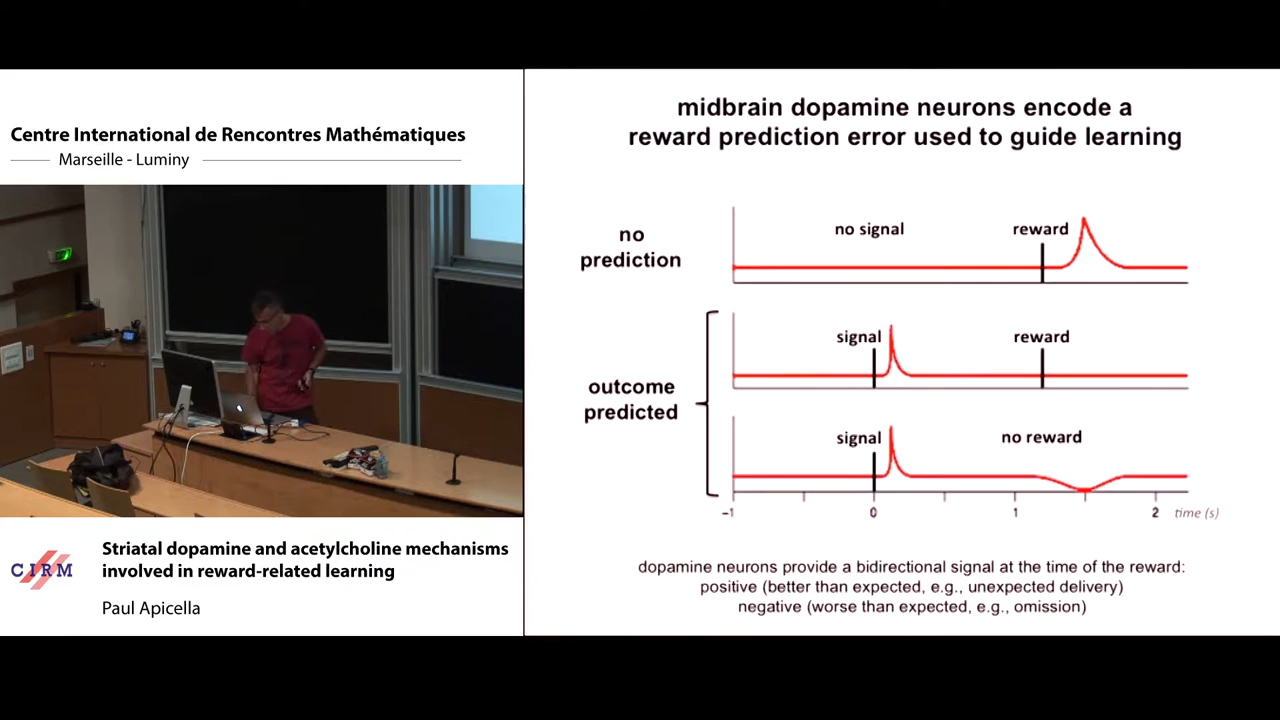 Centre International de Rencontres Mathématiques
Marseille - Luminy
CIRM
Striatal dopamine and acetylcholine mechanisms
involved in reward-related learning
Paul Apicella
midbrain dopamine neurons encode a
reward prediction error used to guide learning
no
prediction
no signal
reward
outcome
predicted
signal
reward
signal
no reward
-1
0
1
2
time (s)
dopamine neurons provide a bidirectional signal at the time of the reward:
positive (better than expected, e.g., unexpected delivery)
negative (worse than expected, e.g., omission)